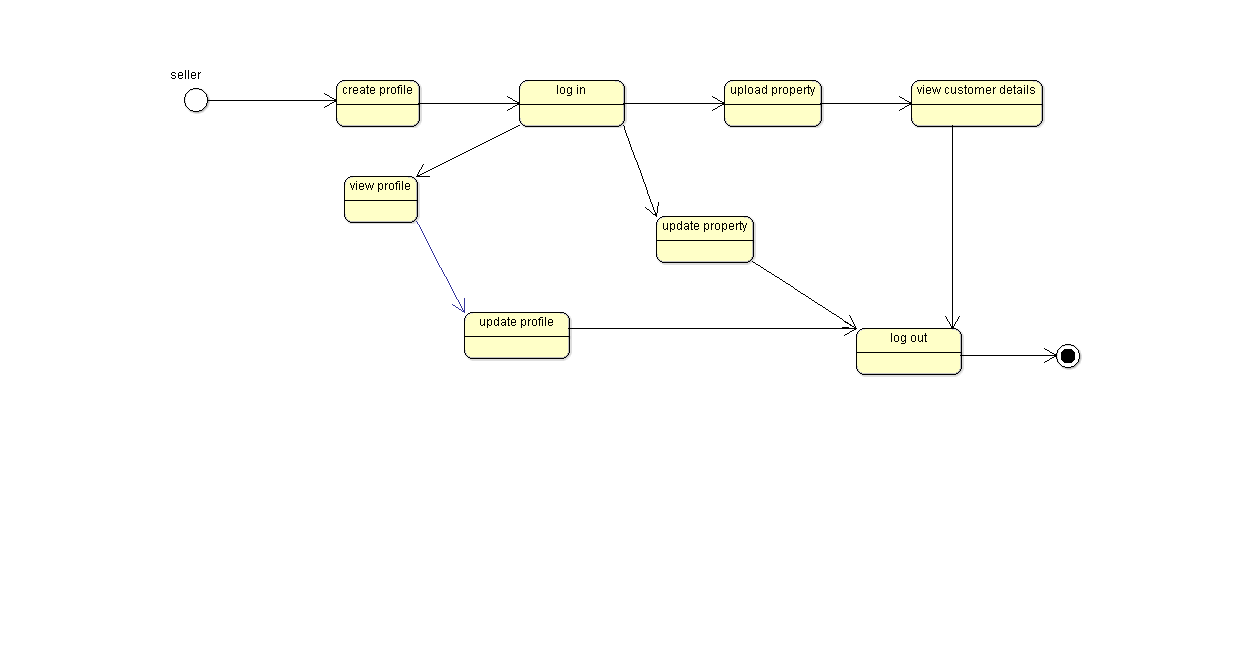 seller
create profile
log in
upload property
view customer details
view profile
update property
update profile
log out